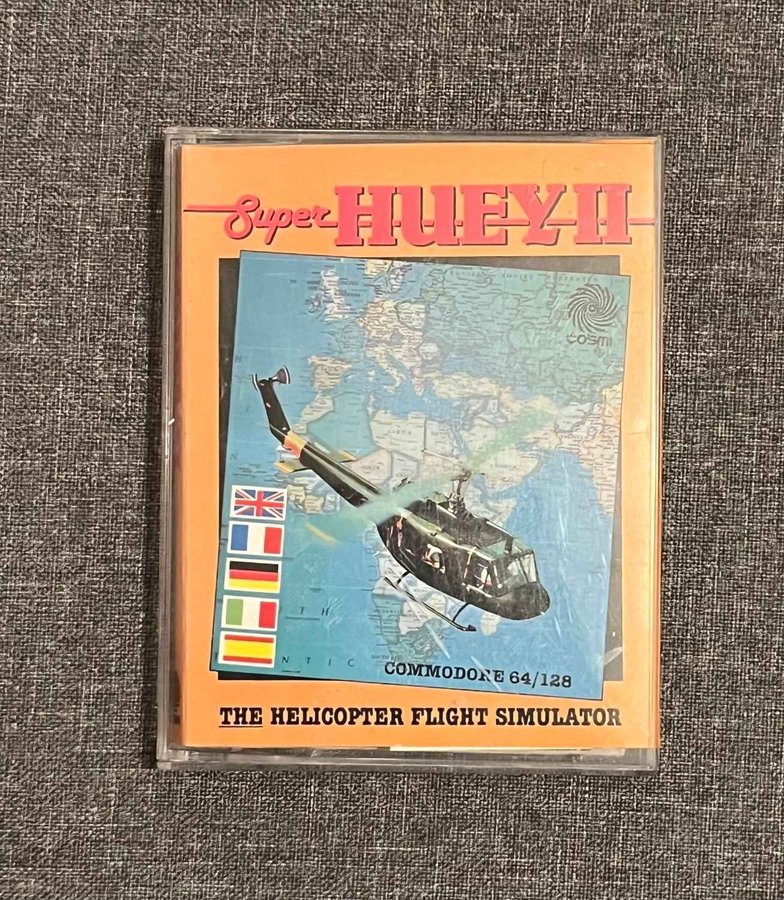 Super HUEY II
cosmi
COMMODORE 64/128
THE HELICOPTER FLIGHT SIMULATOR